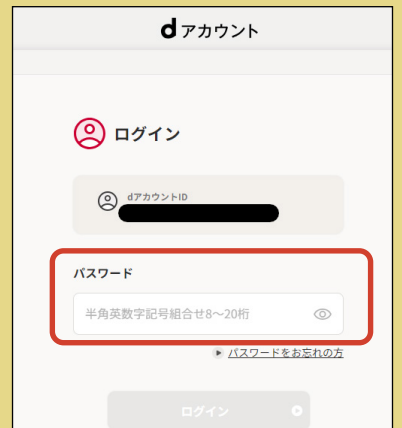 dアカウント
ログイン
dアカウントID
パスワード
半角英数字記号組合せ8〜20桁
パスワードをお忘れの方
ログイン